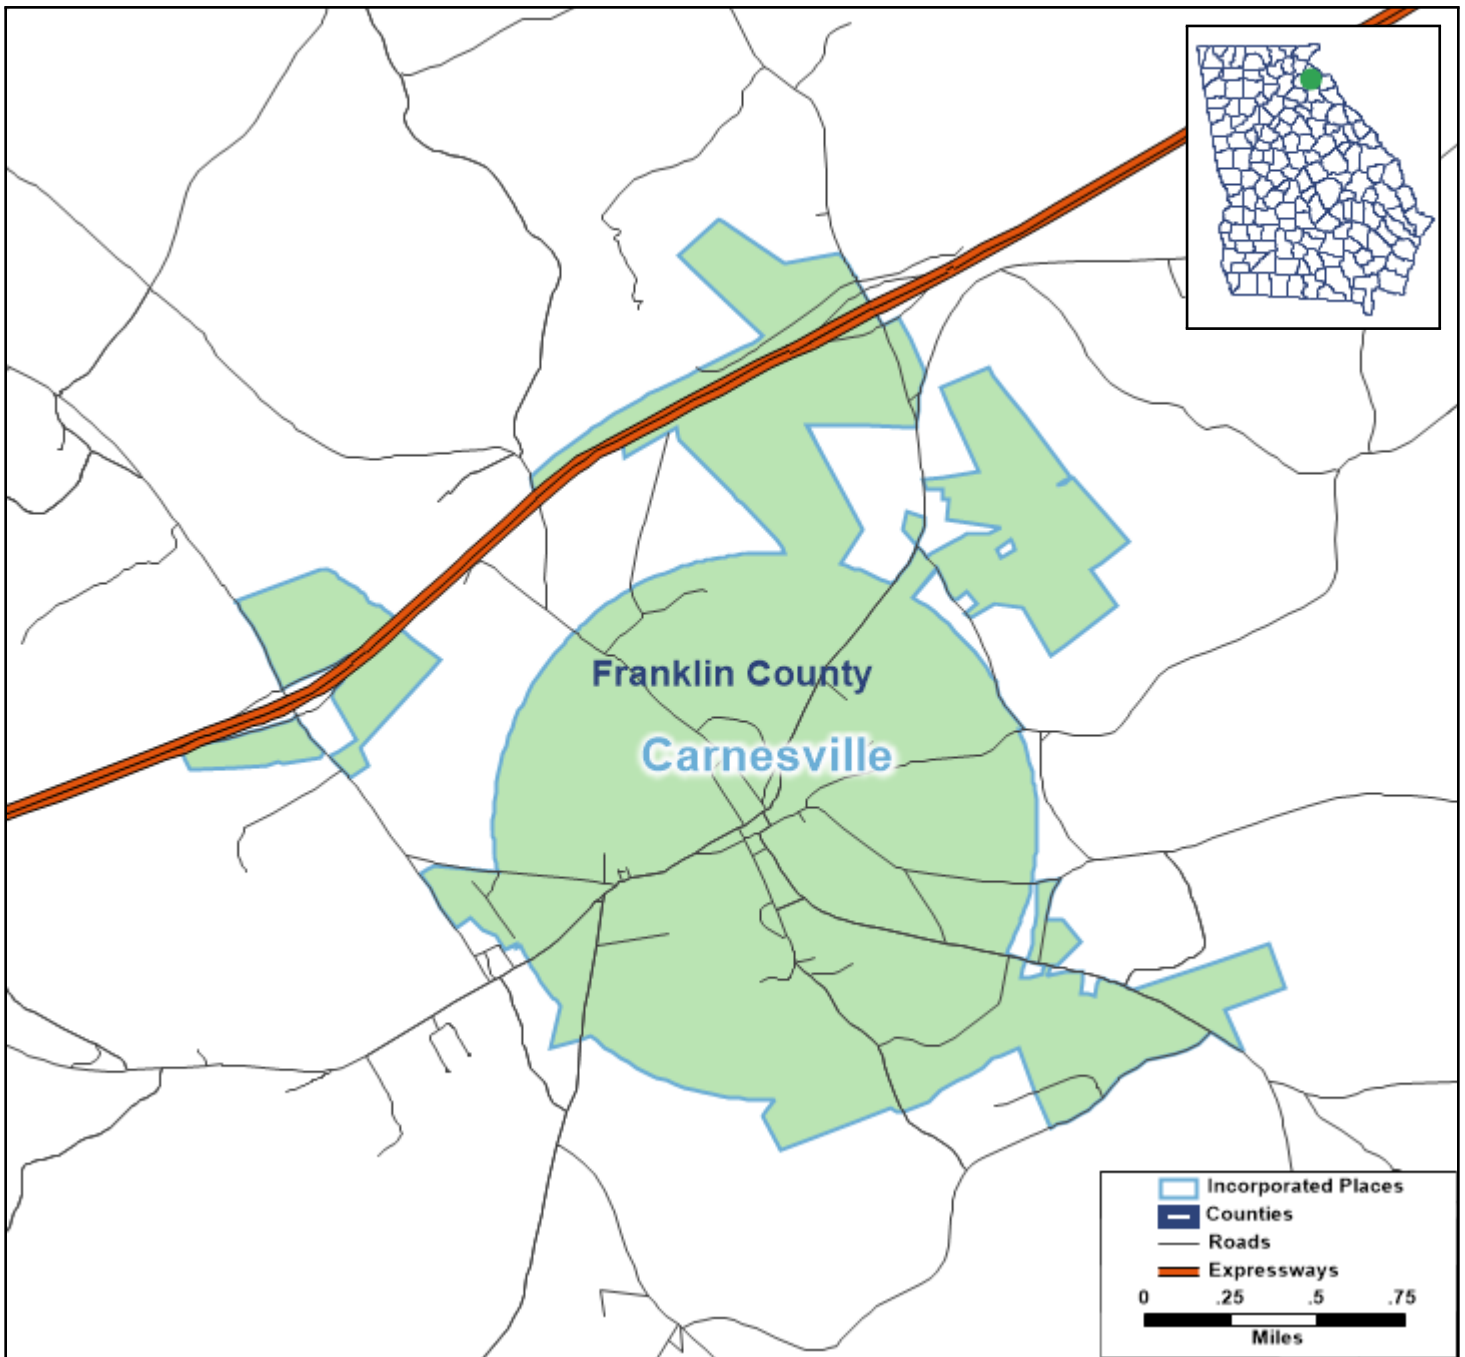 Franklin County
Carnesville
Incorporated Places
Counties
Roads
Expressways
0 .25 .5 .75
Miles